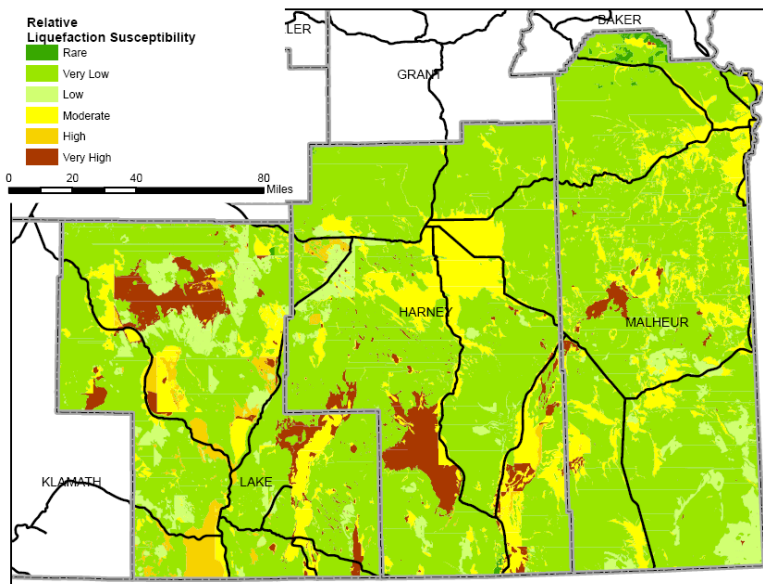 Relative
Liquefaction Susceptibility
Rare
Very Low
Low
Moderate
High
Very High
0 20 40 80
Miles
LER
BAKER
GRANT
HARNEY
MALHEUR
KLAMATH
LAKE